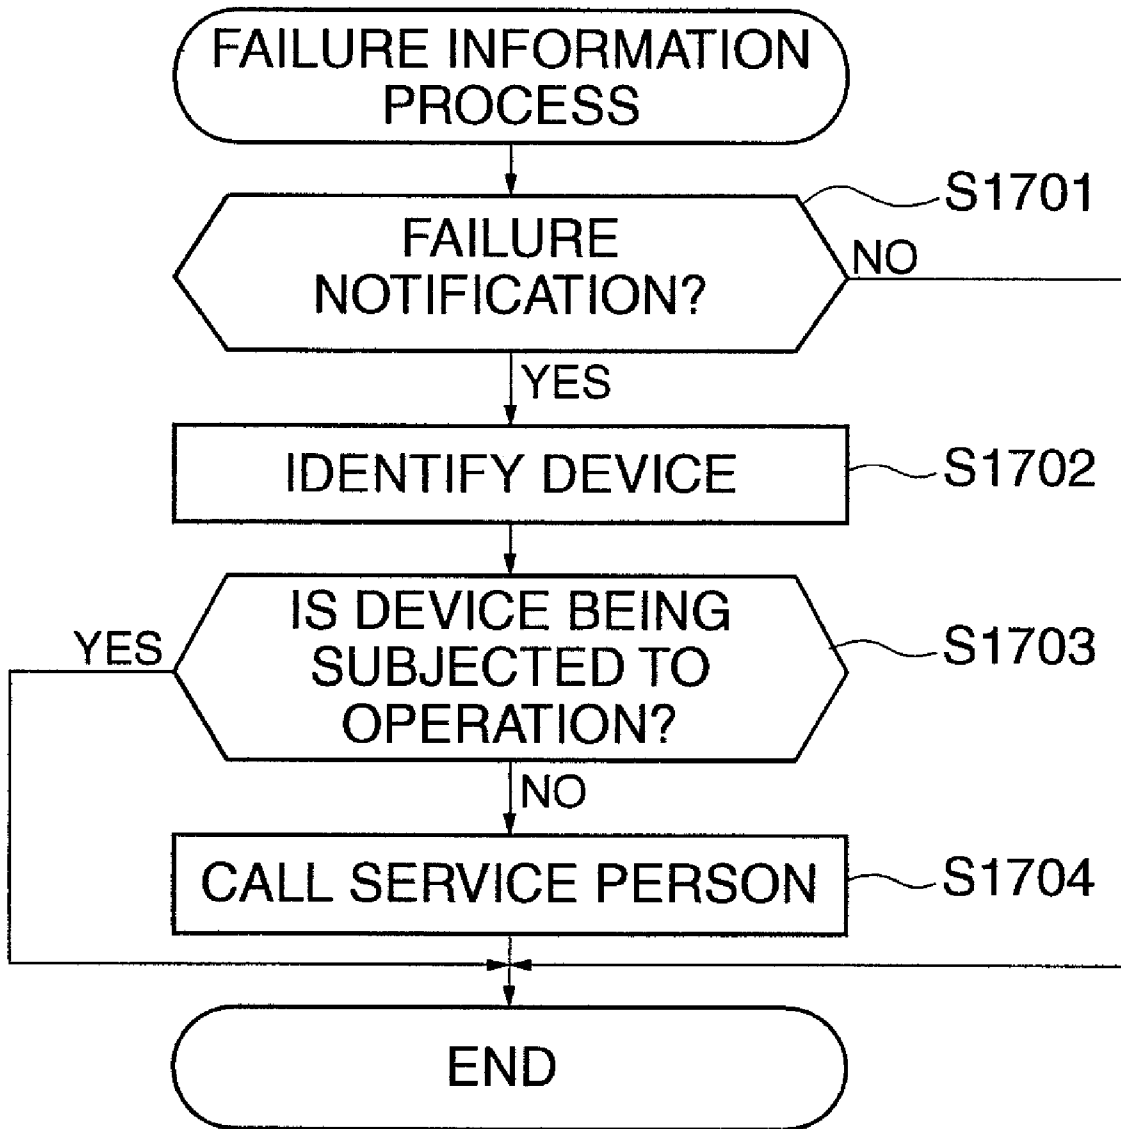 FAILURE INFORMATION
PROCESS
S1701
FAILURE
NOTIFICATION?
NO
YES
IDENTIFY DEVICE
S1702
IS DEVICE BEING
SUBJECTED TO
OPERATION?
YES
S1703
NO
CALL SERVICE PERSON
S1704
END